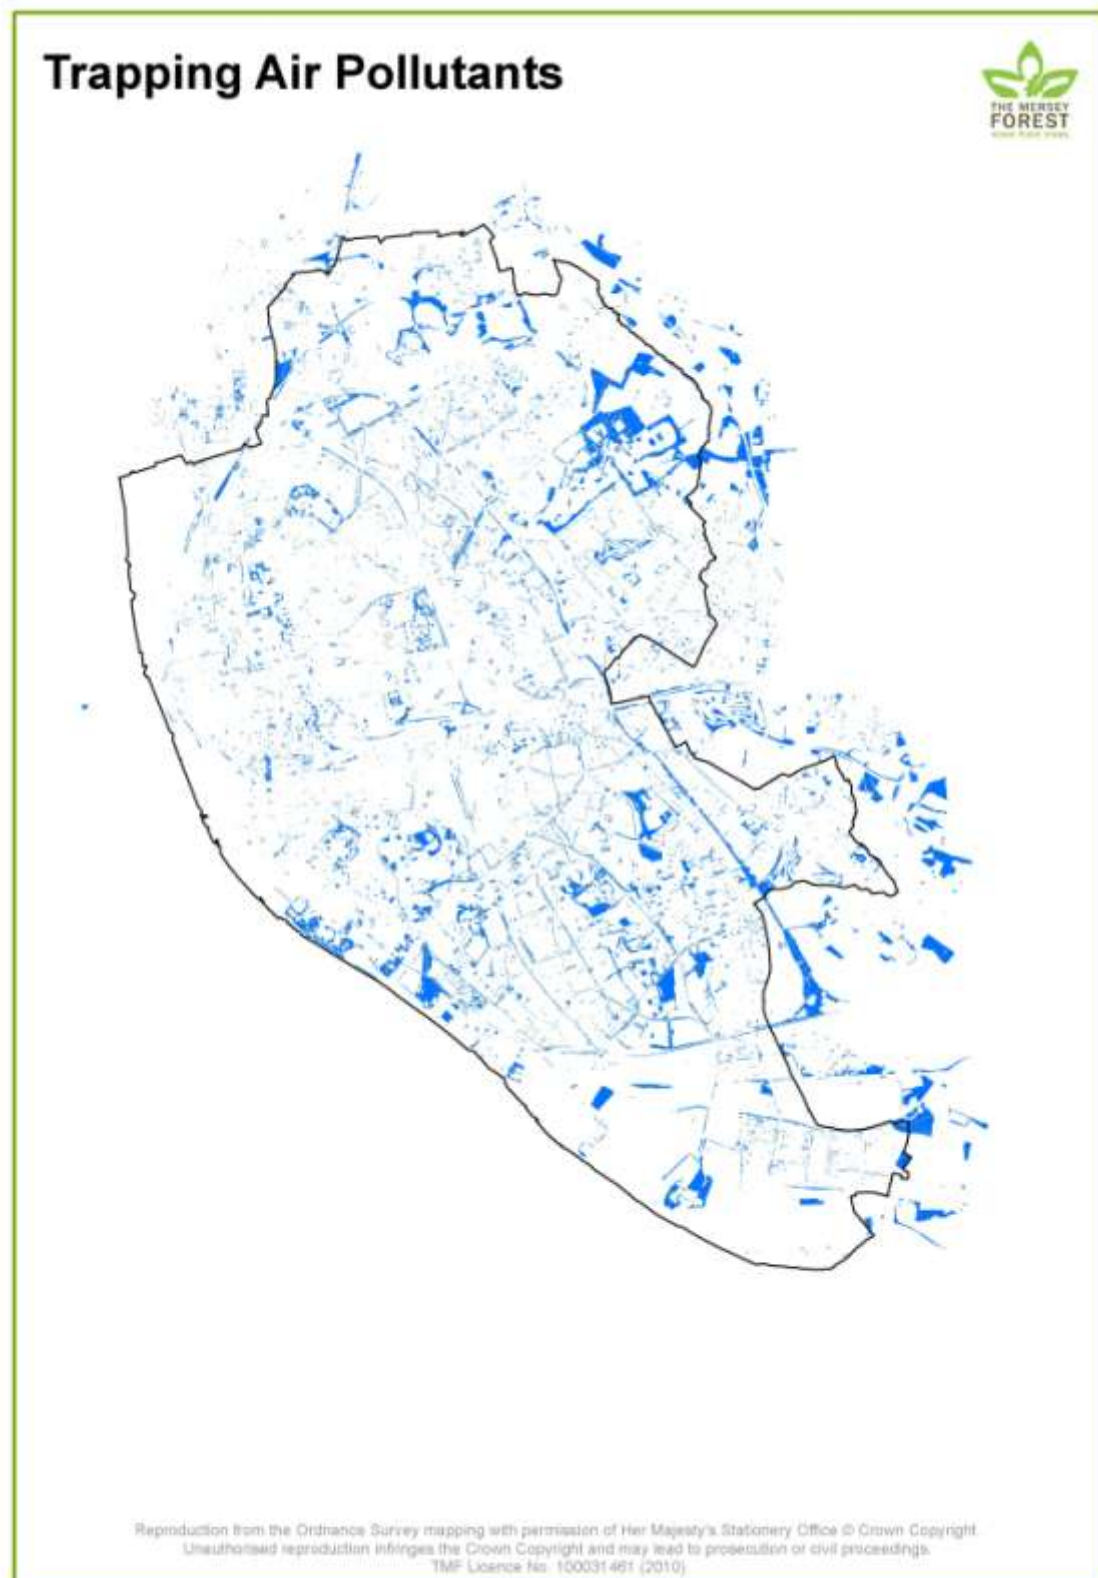 Trapping Air Pollutants
THE MERSEY
FOREST
Reproduction from the Ordnance Survey mapping with permission of Her Majesty's Stationery Office © Crown Copyright.
Unauthorised reproduction infringes the Crown Copyright and may lead to prosecution or civil proceedings.
TMF Licence No. 100031461 (2010)